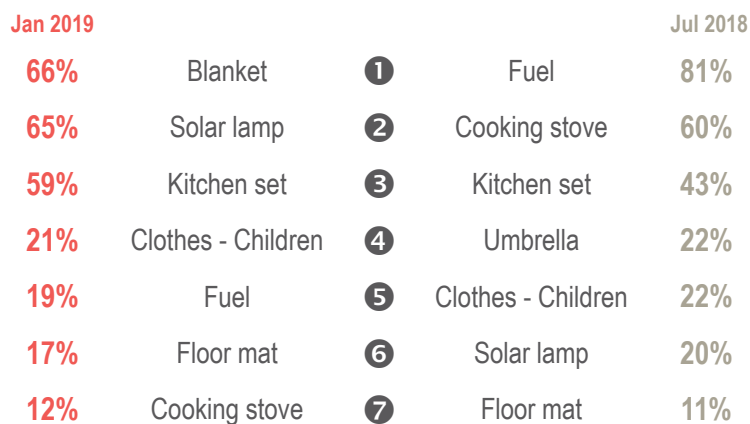 Jan 2019 Jul 2018
66% Blanket ❶ Fuel 81%
65% Solar lamp ❷ Cooking stove 60%
59% Kitchen set ❸ Kitchen set 43%
21% Clothes - Children ❹ Umbrella 22%
19% Fuel ❺ Clothes - Children 22%
17% Floor mat ❻ Solar lamp 20%
12% Cooking stove ❼ Floor mat 11%